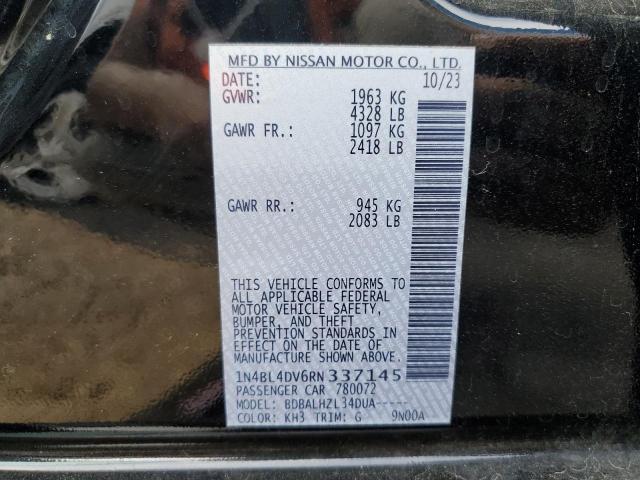 MFD BY NISSAN MOTOR CO., LTD.
DATE: 10/23
GVWR: 1963 KG
4328 LB
GAWR FR.: 1097 KG
2418 LB
GAWR RR.: 945 KG
2083 LB
THIS VEHICLE CONFORMS TO
ALL APPLICABLE FEDERAL
MOTOR VEHICLE SAFETY,
BUMPER, AND THEFT
PREVENTION STANDARDS IN
EFFECT ON THE DATE OF
MANUFACTURE SHOWN ABOVE.
1N4BL4DV6RN337145
PASSENGER CAR 780072
MODEL: BDBALHZL34DUA-----
COLOR: KH3 TRIM: G 9N00A